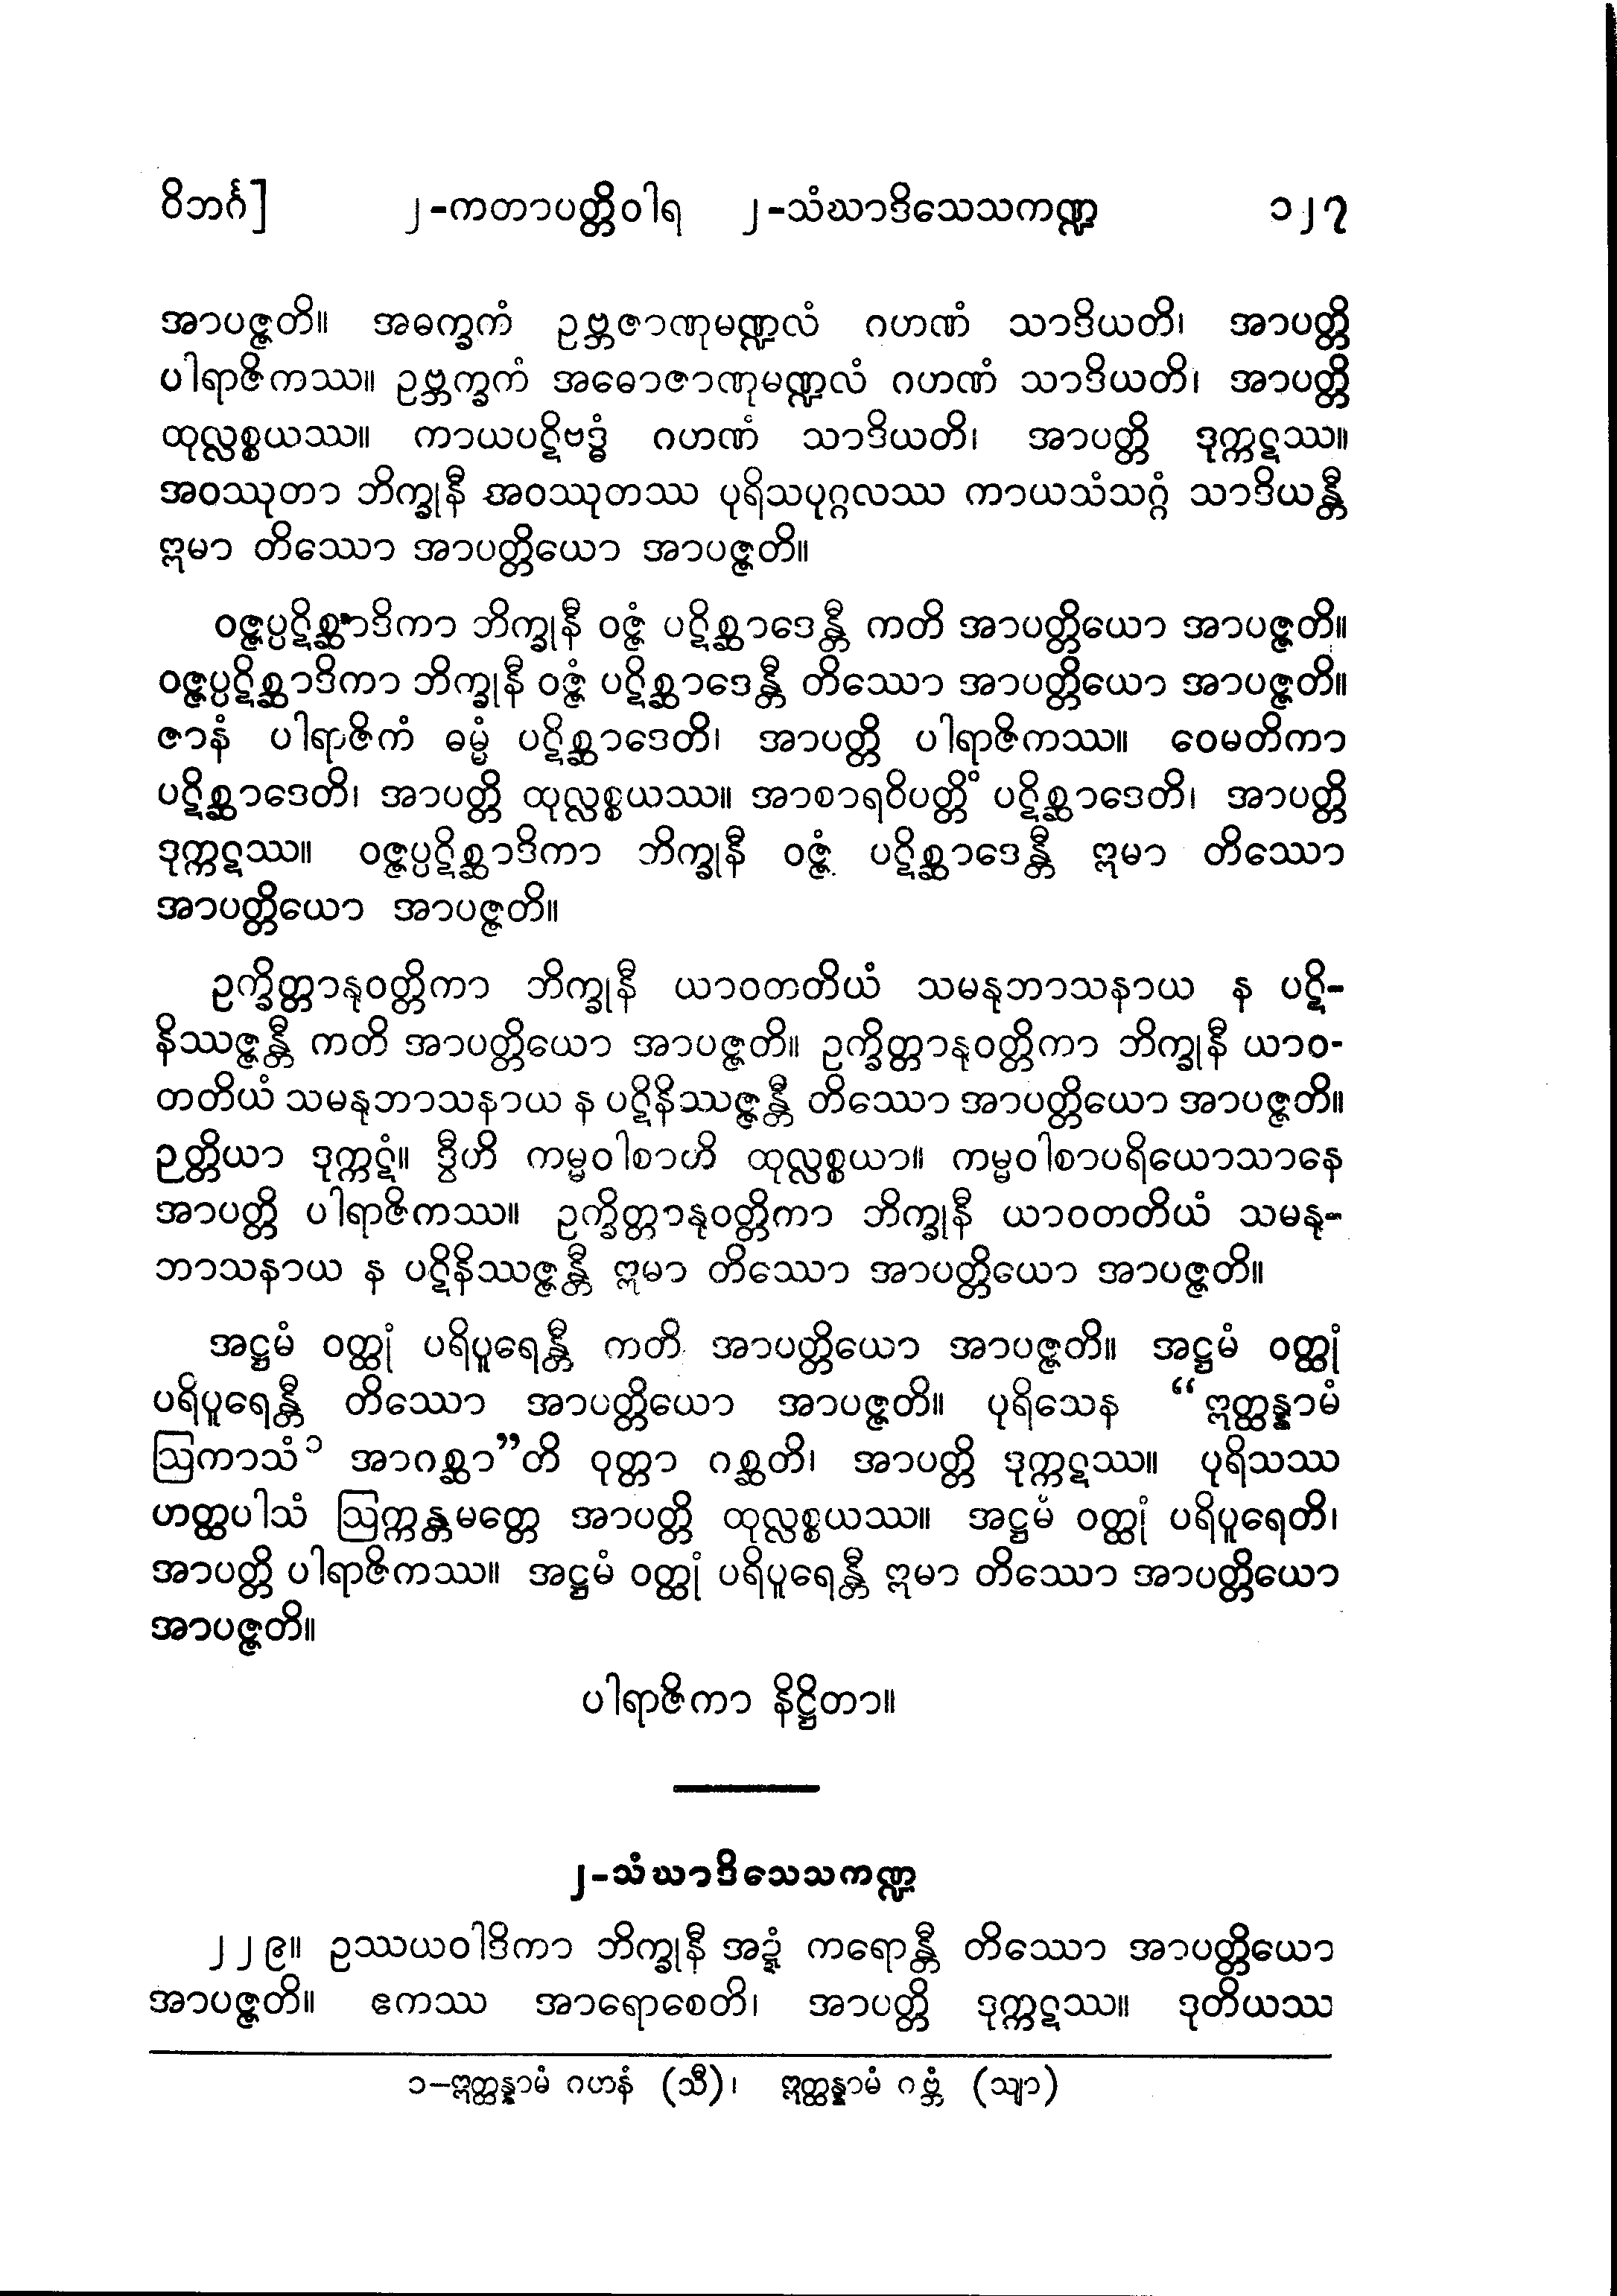 ဝိဘင်္ဂ] ၂-ကတာပတ္တိဝါရ ၂-သံဃာဒိသေသကဏ္ဍ ၁၂၇
အာပဇ္ဇတိ။ အဓက္ခကံ ဥဗ္ဘဇာဏုမဏ္ဍလံ ဂဟဏံ သာဒိယတိ၊ အာပတ္တိ
ပါရာဇိကဿ။ ဥဗ္ဘက္ခကံ အဓောဇာဏုမဏ္ဍလံ ဂဟဏံ သာဒိယတိ၊ အာပတ္တိ
ထုလ္လစ္စယဿ။ ကာယပဋိဗဒ္ဓံ ဂဟဏံ သာဒိယတိ၊ အာပတ္တိ ဒုက္ကဋဿ။
အဝဿုတာ ဘိက္ခုနီ အဝဿုတဿ ပုရိသပုဂ္ဂလဿ ကာယသံသဂ္ဂံ သာဒိယန္တီ
ဣမာ တိဿော အာပတ္တိယော အာပဇ္ဇတိ။
ဝဇ္ဇပ္ပဋိစ္ဆာဒိကာ ဘိက္ခုနီ ဝဇ္ဇံ ပဋိစ္ဆာဒေန္တီ ကတိ အာပတ္တိယော အာပဇ္ဇတိ။
ဝဇ္ဇပ္ပဋိစ္ဆာဒိကာ ဘိက္ခုနီ ဝဇ္ဇံ ပဋိစ္ဆာဒေန္တီ တိဿော အာပတ္တိယော အာပဇ္ဇတိ။
ဇာနံ ပါရာဇိကံ ဓမ္မံ ပဋိစ္ဆာဒေတိ၊ အာပတ္တိ ပါရာဇိကဿ။ ဝေမတိကာ
ပဋိစ္ဆာဒေတိ၊ အာပတ္တိ ထုလ္လစ္စယဿ။ အာစာရဝိပတ္တိံ ပဋိစ္ဆာဒေတိ၊ အာပတ္တိ
ဒုက္ကဋဿ။ ဝဇ္ဇပ္ပဋိစ္ဆာဒိကာ ဘိက္ခုနီ ဝဇ္ဇံ ပဋိစ္ဆာဒေန္တီ ဣမာ တိဿော
အာပတ္တိယော အာပဇ္ဇတိ။
ဥက္ခိတ္တာနုဝတ္တိကာ ဘိက္ခုနီ ယာဝတတိယံ သမနုဘာသနာယ န ပဋိ-
နိဿဇ္ဇန္တီ ကတိ အာပတ္တိယော အာပဇ္ဇတိ။ ဥက္ခိတ္တာနုဝတ္တိကာ ဘိက္ခုနီ ယာဝ-
တတိယံ သမနုဘာသနာယ န ပဋိနိဿဇ္ဇန္တီ တိဿော အာပတ္တိယော အာပဇ္ဇတိ။
ဉတ္တိယာ ဒုက္ကဋံ။ ဒွီဟိ ကမ္မဝါစာဟိ ထုလ္လစ္စယာ။ ကမ္မဝါစာပရိယောသာနေ
အာပတ္တိ ပါရာဇိကဿ။ ဥက္ခိတ္တာနုဝတ္တိကာ ဘိက္ခုနီ ယာဝတတိယံ သမနု-
ဘာသနာယ န ပဋိနိဿဇ္ဇန္တီ ဣမာ တိဿော အာပတ္တိယော အာပဇ္ဇတိ။
အဋ္ဌမံ ဝတ္ထုံ ပရိပူရေန္တီ ကတိ အာပတ္တိယော အာပဇ္ဇတိ။ အဋ္ဌမံ ဝတ္ထုံ
ပရိပူရေန္တီ တိဿော အာပတ္တိယော အာပဇ္ဇတိ။ ပုရိသေန “ဣတ္ထန္နာမံ
ဩကာသံ ၁ အာဂစ္ဆာ”တိ ဝုတ္တာ ဂစ္ဆတိ၊ အာပတ္တိ ဒုက္ကဋဿ။ ပုရိသဿ
ဟတ္ထပါသံ ဩက္ကန္တမတ္တေ အာပတ္တိ ထုလ္လစ္စယဿ။ အဋ္ဌမံ ဝတ္ထုံ ပရိပူရေတိ၊
အာပတ္တိ ပါရာဇိကဿ။ အဋ္ဌမံ ဝတ္ထုံ ပရိပူရေန္တီ ဣမာ တိဿော အာပတ္တိယော
အာပဇ္ဇတိ။
ပါရာဇိကာ နိဋ္ဌိတာ။
၂-သံဃာဒိသေသကဏ္ဍ
၂၂၉။ ဥဿယဝါဒိကာ ဘိက္ခုနီ အဍ္ဍံ ကရောန္တီ တိဿော အာပတ္တိယော
အာပဇ္ဇတိ။ ဧကဿ အာရောစေတိ၊ အာပတ္တိ ဒုက္ကဋဿ။ ဒုတိယဿ
၁-ဣတ္ထန္နာမံ ဂဟနံ (သီ)၊ ဣတ္ထန္နာမံ ဂဗ္ဘံ (သျာ)